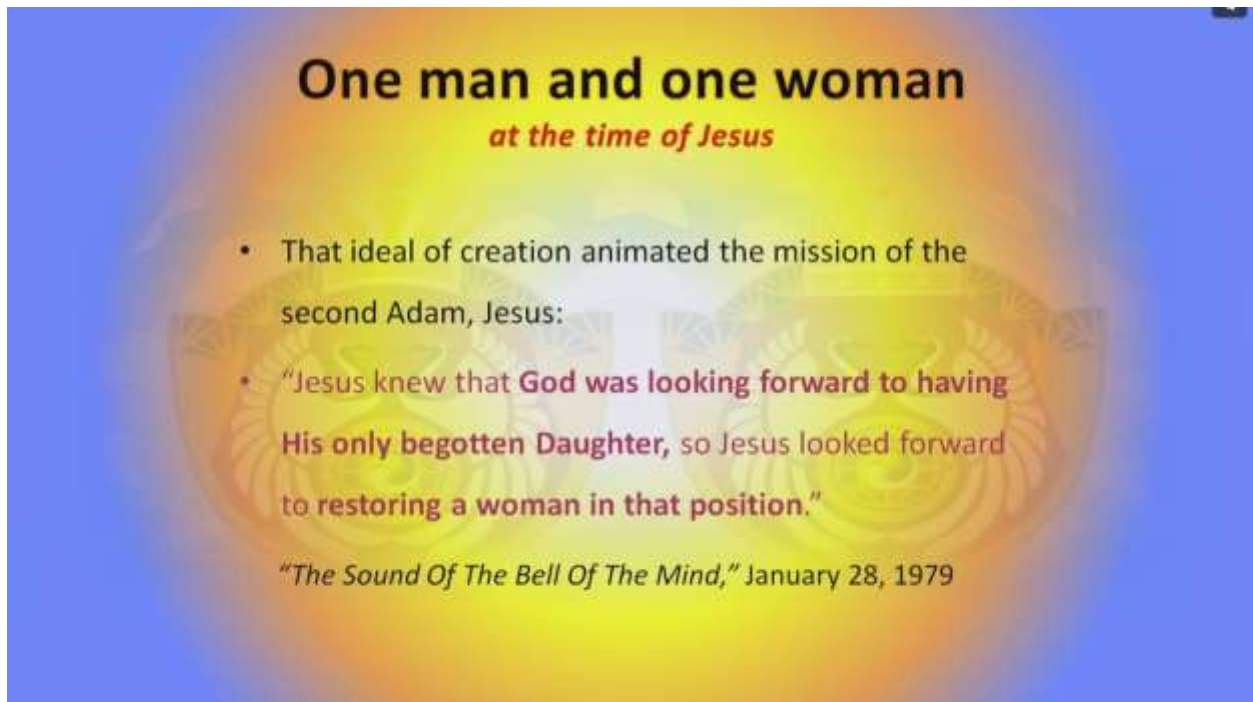 One man and one woman
at the time of Jesus
• That ideal of creation animated the mission of the
second Adam, Jesus:
• “Jesus knew that God was looking forward to having
His only begotten Daughter, so Jesus looked forward
to restoring a woman in that position.”
“The Sound Of The Bell Of The Mind,” January 28, 1979